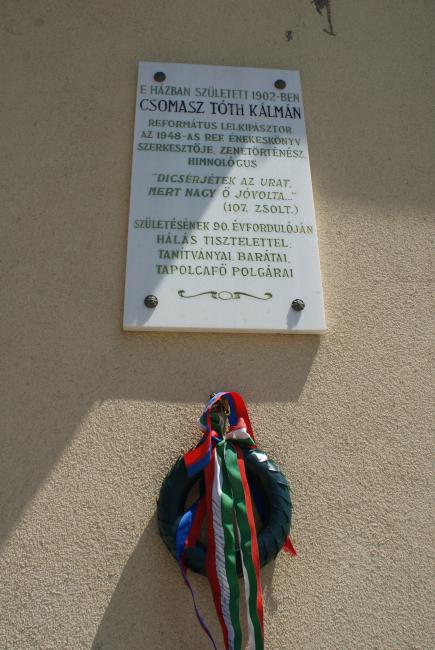 E HÁZBAN SZÜLETETT 1902-BEN
CSOMASZ TÓTH KÁLMÁN
REFORMÁTUS LELKIPÁSZTOR
AZ 1948-AS REF. ÉNEKESKÖNYV
SZERKESZTŐJE, ZENETÖRTÉNÉSZ,
HIMNOLÓGUS
"DICSÉRJÉTEK AZ URAT,
MERT NAGY Ő JÓVOLTA..."
(107. ZSOLT.)
SZÜLETÉSÉNEK 90. ÉVFORDULÓJÁN
HÁLÁS TISZTELETTEL:
TANÍTVÁNYAI, BARÁTAI,
TAPOLCAFŐ POLGÁRAI